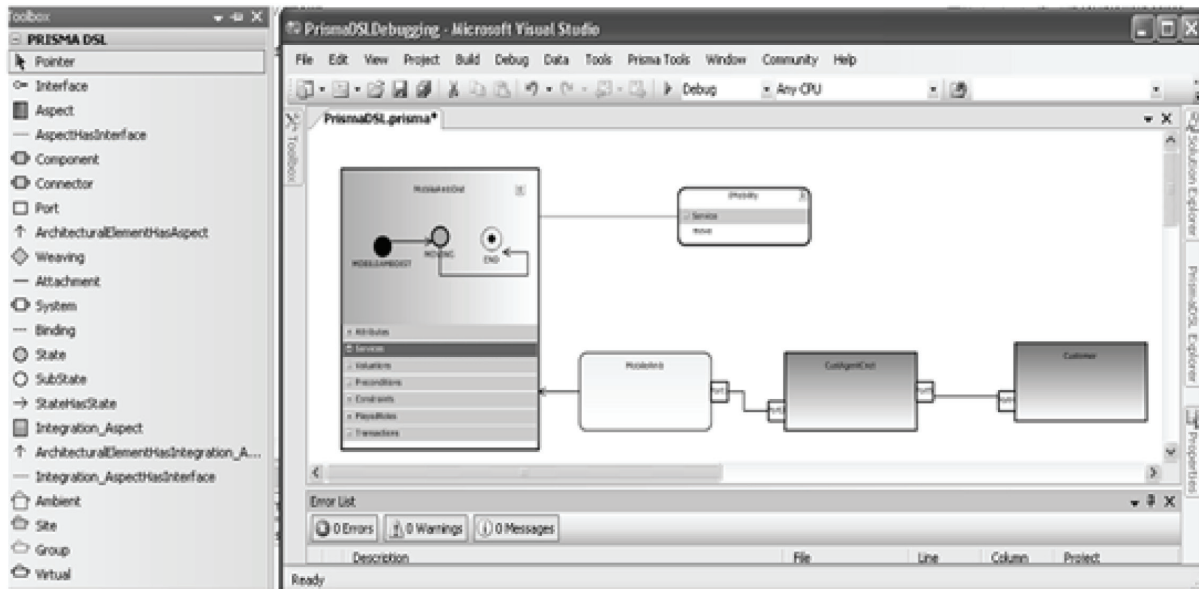 Toolbox
PRISMA DSL
Pointer
Interface
Aspect
AspectHasInterface
Component
Connector
Port
ArchitecturalElementHasAspect
Weaving
Attachment
System
Binding
State
SubState
StateHasState
Integration_Aspect
ArchitecturalElementHasIntegration_A...
Integration_AspectHasInterface
Ambient
Site
Group
Virtual
PrismaDSLDebugging - Microsoft Visual Studio
File Edit View Project Build Debug Data Tools Prisma Tools Window Community Help
Debug Any CPU
Toolbox
PrismaDSL.prisma*
MOVING
END
Attributes
Services
Valuations
Preconditions
Constraints
PlayedRoles
Transactions
IMobility
Service
move
MobileAmb
CustAgentCnct
Customer
Solution Explorer
PrismaDSL Explorer
Properties
Error List
0 Errors 0 Warnings 0 Messages
Description File Line Column Project
Ready